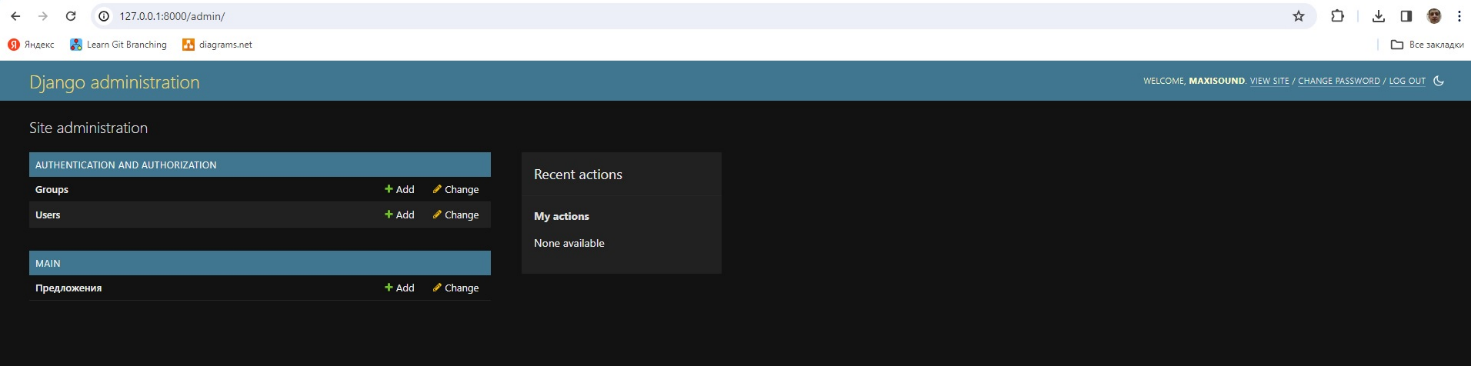 127.0.0.1:8000/admin/
Яндекс Learn Git Branching diagrams.net Все закладки
Django administration WELCOME, MAXISOUND. VIEW SITE / CHANGE PASSWORD / LOG OUT
Site administration
AUTHENTICATION AND AUTHORIZATION
Groups Add Change
Users Add Change
MAIN
Предложения Add Change
Recent actions
My actions
None available